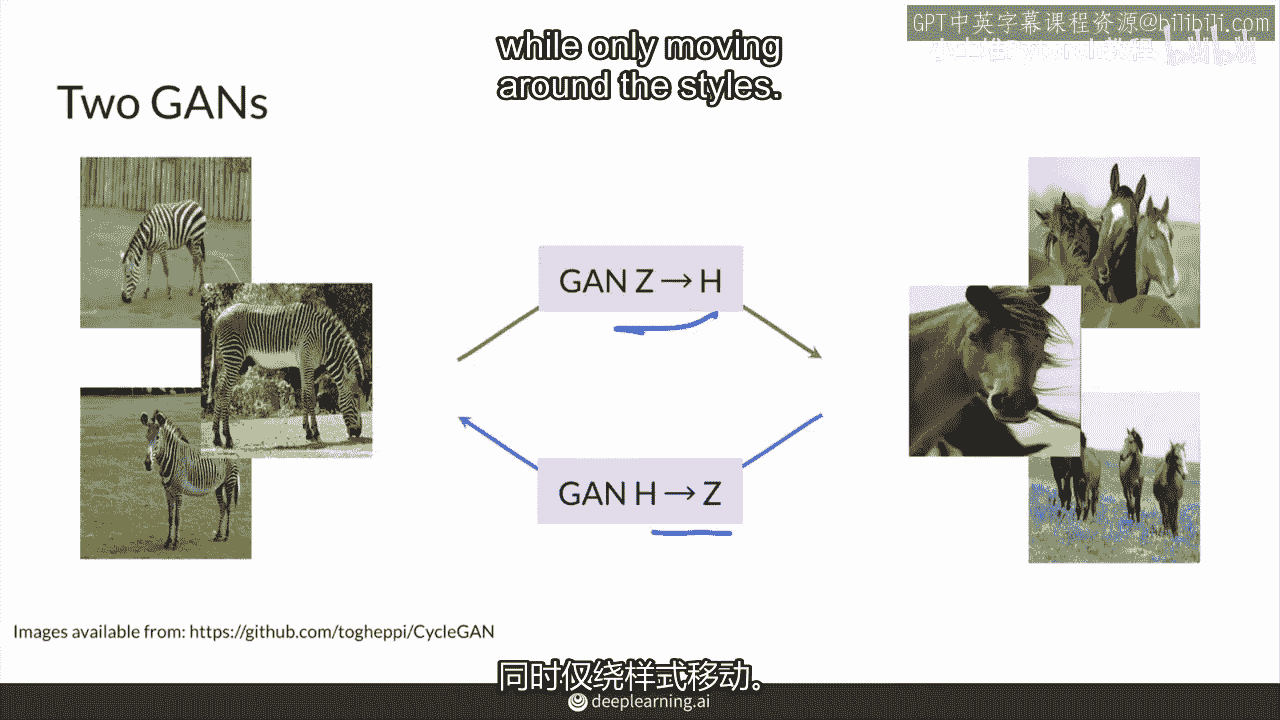 GPT中英字幕课程资源@bilibili.com
while only moving
around the styles.
Two GANs
GAN Z → H
GAN H → Z
Images available from: https://github.com/togheppi/CycleGAN
同时仅绕样式移动。
deeplearning.ai